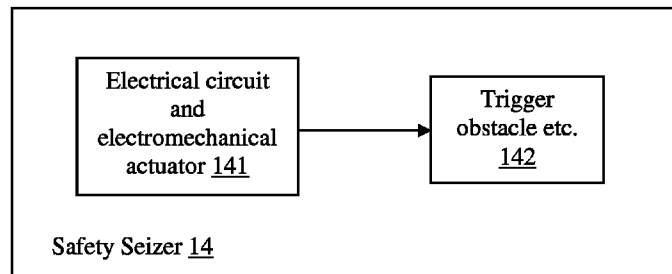 Electrical circuit
and
electromechanical
actuator 141
Trigger
obstacle etc.
142
Safety Seizer 14